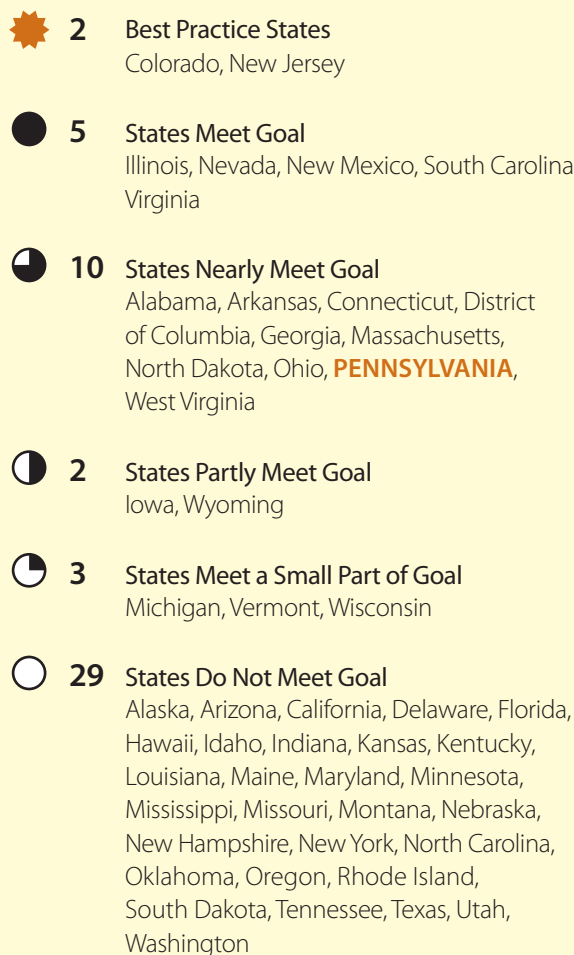 2 Best Practice States
Colorado, New Jersey
5 States Meet Goal
Illinois, Nevada, New Mexico, South Carolina
Virginia
10 States Nearly Meet Goal
Alabama, Arkansas, Connecticut, District
of Columbia, Georgia, Massachusetts,
North Dakota, Ohio, PENNSYLVANIA,
West Virginia
2 States Partly Meet Goal
Iowa, Wyoming
3 States Meet a Small Part of Goal
Michigan, Vermont, Wisconsin
29 States Do Not Meet Goal
Alaska, Arizona, California, Delaware, Florida,
Hawaii, Idaho, Indiana, Kansas, Kentucky,
Louisiana, Maine, Maryland, Minnesota,
Mississippi, Missouri, Montana, Nebraska,
New Hampshire, New York, North Carolina,
Oklahoma, Oregon, Rhode Island,
South Dakota, Tennessee, Texas, Utah,
Washington